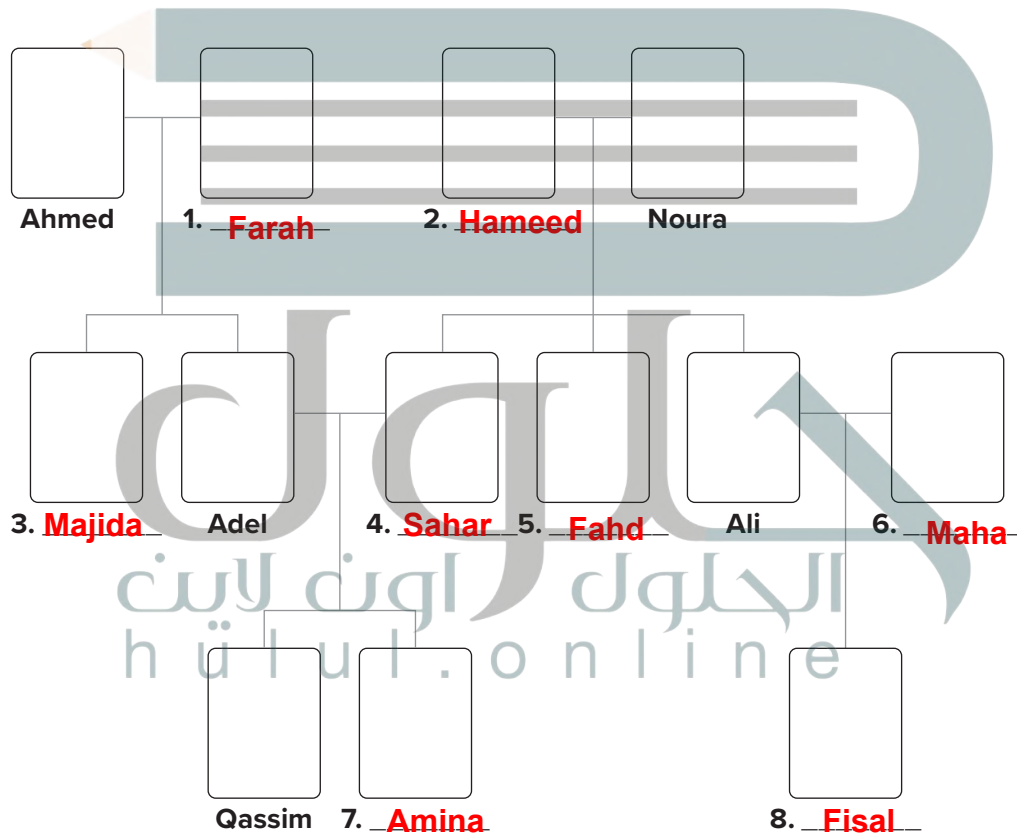 Ahmed 1. Farah 2. Hameed Noura
3. Majida Adel 4. Sahar 5. Fahd Ali 6. Maha
حلول
الحلول اون لاين
hülul.online
Qassim 7. Amina 8. Fisal